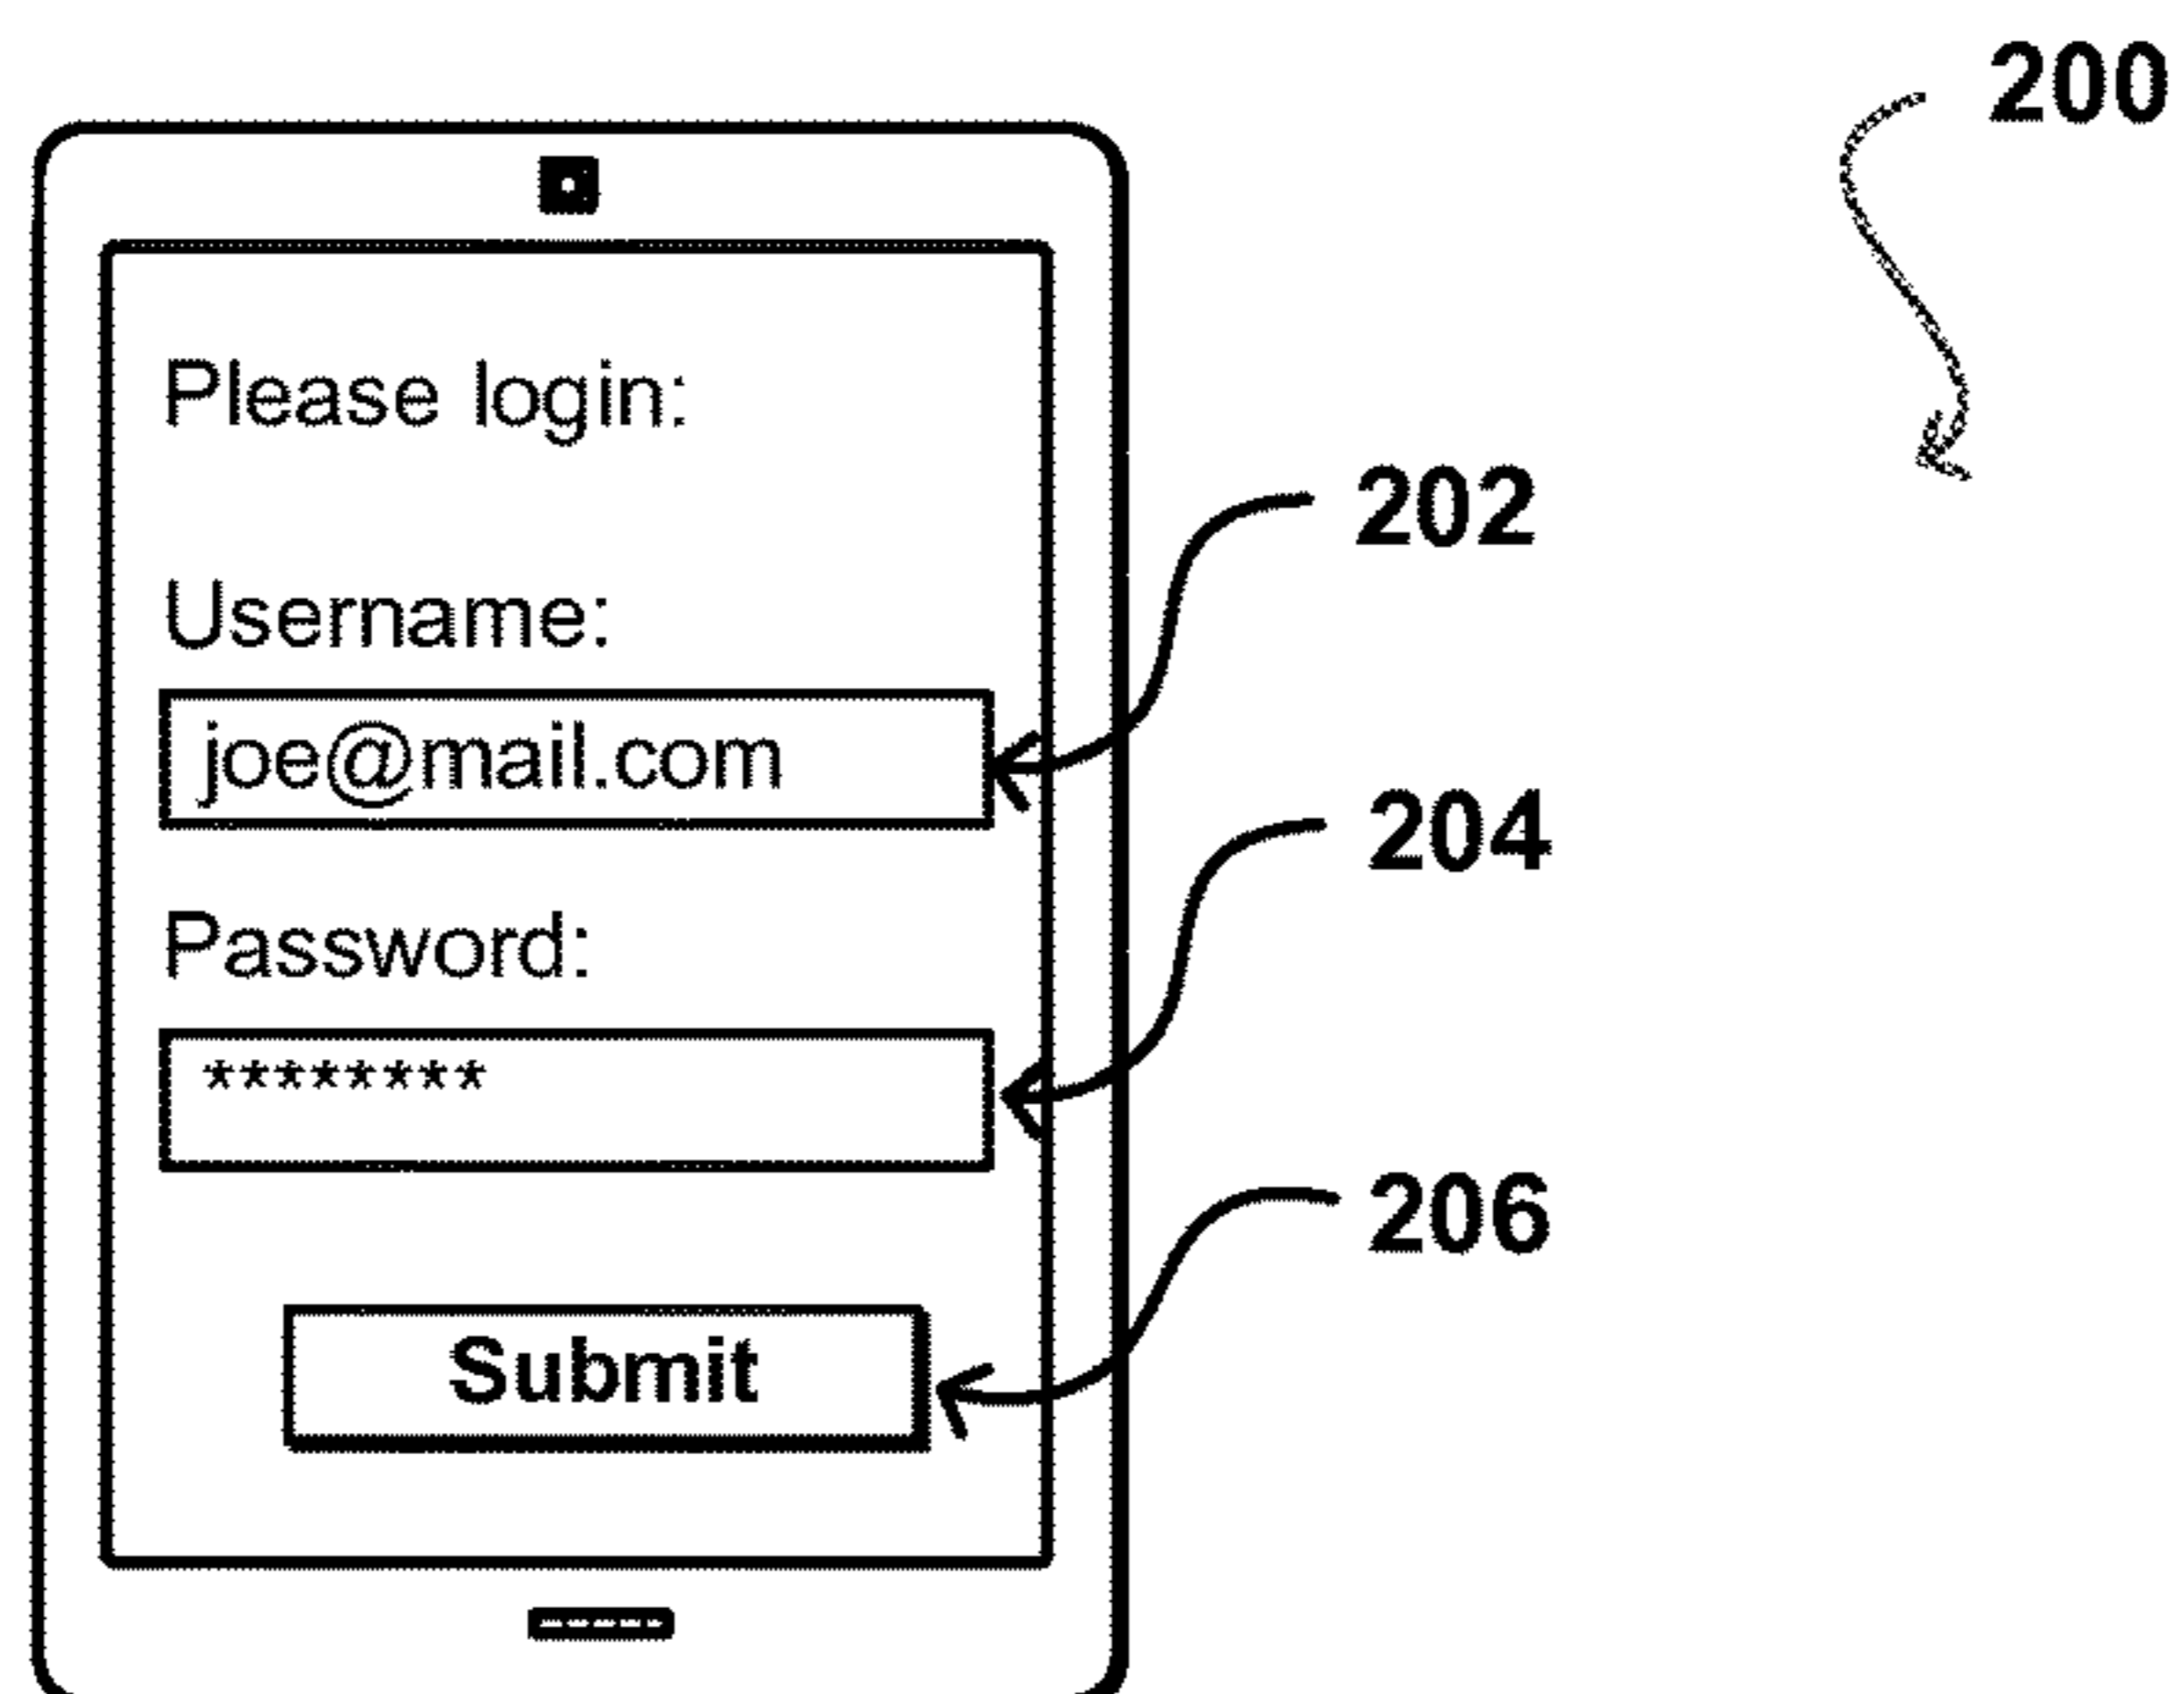 200
Please login:
202
Username:
joe@mail.com
204
Password:
********
206
Submit